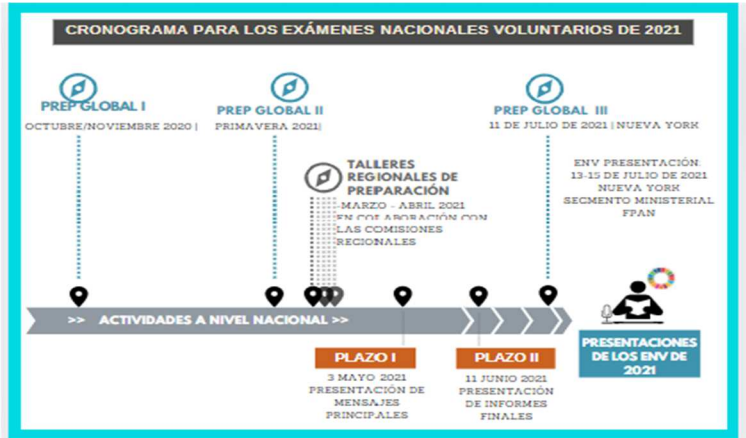 CRONOGRAMA PARA LOS EXÁMENES NACIONALES VOLUNTARIOS DE 2021
PREP GLOBAL I
OCTUBRE/NOVIEMBRE 2020 |
PREP GLOBAL II
PRIMAVERA 2021|
PREP GLOBAL III
11 DE JULIO DE 2021 | NUEVA YORK
TALLERES
REGIONALES DE
PREPARACIÓN
-MARZO - ABRIL 2021
EN COLABORACIÓN CON
LAS COMISIONES
REGIONALES
ENV PRESENTACIÓN:
13-15 DE JULIO DE 2021
NUEVA YORK
SEGMENTO MINISTERIAL
FPAN
>> ACTIVIDADES A NIVEL NACIONAL >>
PLAZO I
3 MAYO 2021
PRESENTACIÓN DE
MENSAJES
PRINCIPALES
PLAZO II
11 JUNIO 2021
PRESENTACIÓN
DE INFORMES
FINALES
PRESENTACIONES
DE LOS ENV DE
2021